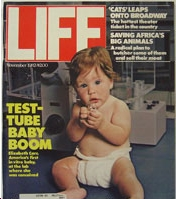 LIFE
November 1982/$2.00
'CATS' LEAPS
ONTO BROADWAY
The hottest theater
ticket in the country
SAVING AFRICA'S
BIG ANIMALS
A radical plan to
butcher some of them
and sell their meat
TEST-
TUBE
BABY
BOOM
Elizabeth Carr,
America's first
in vitro baby,
at the lab
where she
was conceived